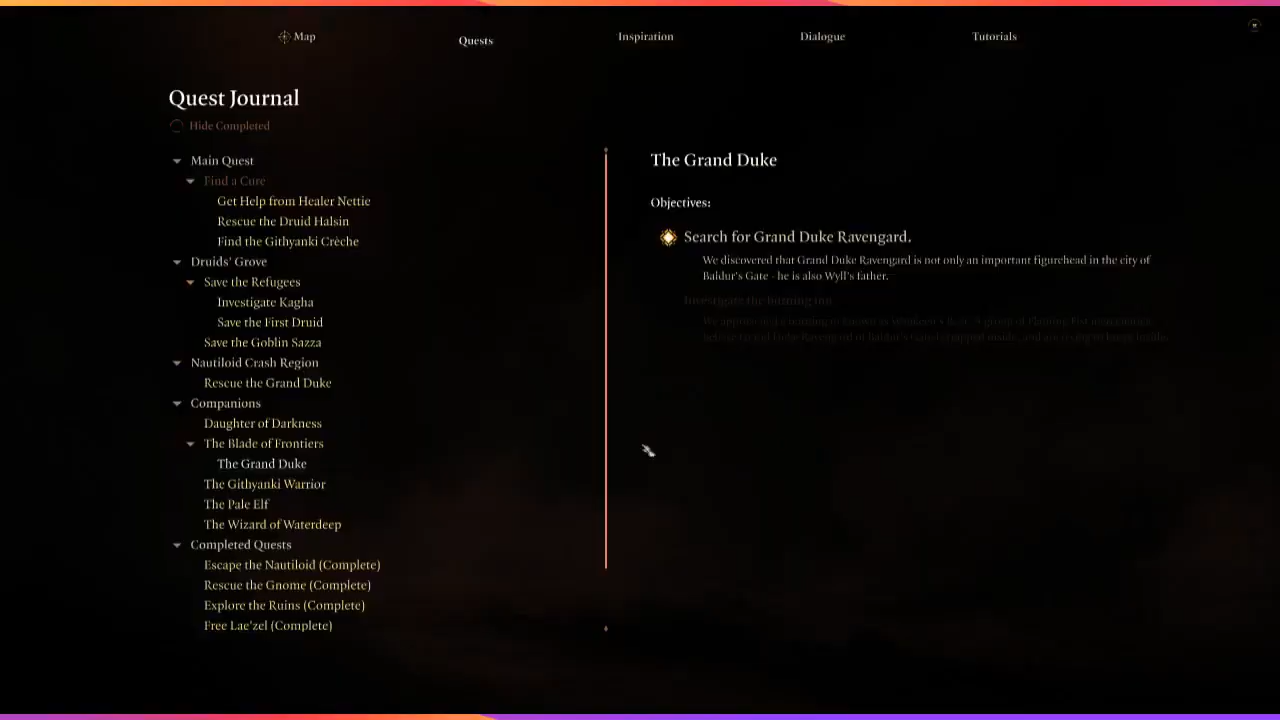 Map
Quests
Inspiration
Dialogue
Tutorials
Quest Journal
Hide Completed
Main Quest
Find a Cure
Get Help from Healer Nettie
Rescue the Druid Halsin
Find the Githyanki Crèche
Druids' Grove
Save the Refugees
Investigate Kagha
Save the First Druid
Save the Goblin Sazza
Nautiloid Crash Region
Rescue the Grand Duke
Companions
Daughter of Darkness
The Blade of Frontiers
The Grand Duke
The Githyanki Warrior
The Pale Elf
The Wizard of Waterdeep
Completed Quests
Escape the Nautiloid (Complete)
Rescue the Gnome (Complete)
Explore the Ruins (Complete)
Free Lae'zel (Complete)
The Grand Duke
Objectives:
Search for Grand Duke Ravengard.
We discovered that Grand Duke Ravengard is not only an important figurehead in the city of
Baldur's Gate - he is also Wyll's father.
Investigate the burning inn